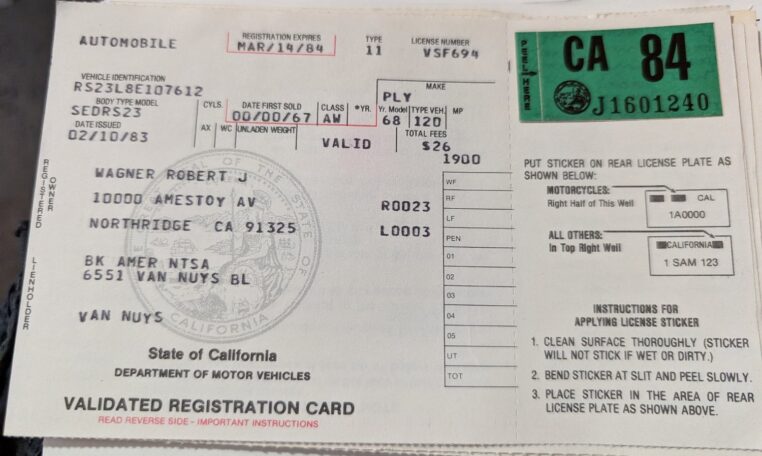 AUTOMOBILE
REGISTRATION EXPIRES
MAR/14/84
TYPE
11
LICENSE NUMBER
VSF694
VEHICLE IDENTIFICATION
RS23L8E107612
MAKE
PLY
BODY TYPE MODEL
SEDRS23
CYLS.
DATE FIRST SOLD
00/00/67
CLASS
AW
*YR.
Yr. Model
68
TYPE VEH.
120
MP
DATE ISSUED
02/10/83
AX
WC
UNLADEN WEIGHT
VALID
TOTAL FEES
$26
1900
REGISTERED OWNER
WAGNER ROBERT J
10000 AMESTOY AV
NORTHRIDGE CA 91325
R0023
L0003
LIENHOLDER
BK AMER NTSA
6551 VAN NUYS BL
VAN NUYS
WF
RF
LF
PEN
01
02
03
04
05
UT
TOT
SEAL OF THE STATE OF CALIFORNIA
State of California
DEPARTMENT OF MOTOR VEHICLES
VALIDATED REGISTRATION CARD
READ REVERSE SIDE - IMPORTANT INSTRUCTIONS
PEEL HERE
CA 84
J1601240
PUT STICKER ON REAR LICENSE PLATE AS
SHOWN BELOW:
MOTORCYCLES:
Right Half of This Well
CAL
1A0000
ALL OTHERS:
In Top Right Well
CALIFORNIA
1 SAM 123
INSTRUCTIONS FOR
APPLYING LICENSE STICKER
1. CLEAN SURFACE THOROUGHLY (STICKER
WILL NOT STICK IF WET OR DIRTY.)
2. BEND STICKER AT SLIT AND PEEL SLOWLY.
3. PLACE STICKER IN THE AREA OF REAR
LICENSE PLATE AS SHOWN ABOVE.